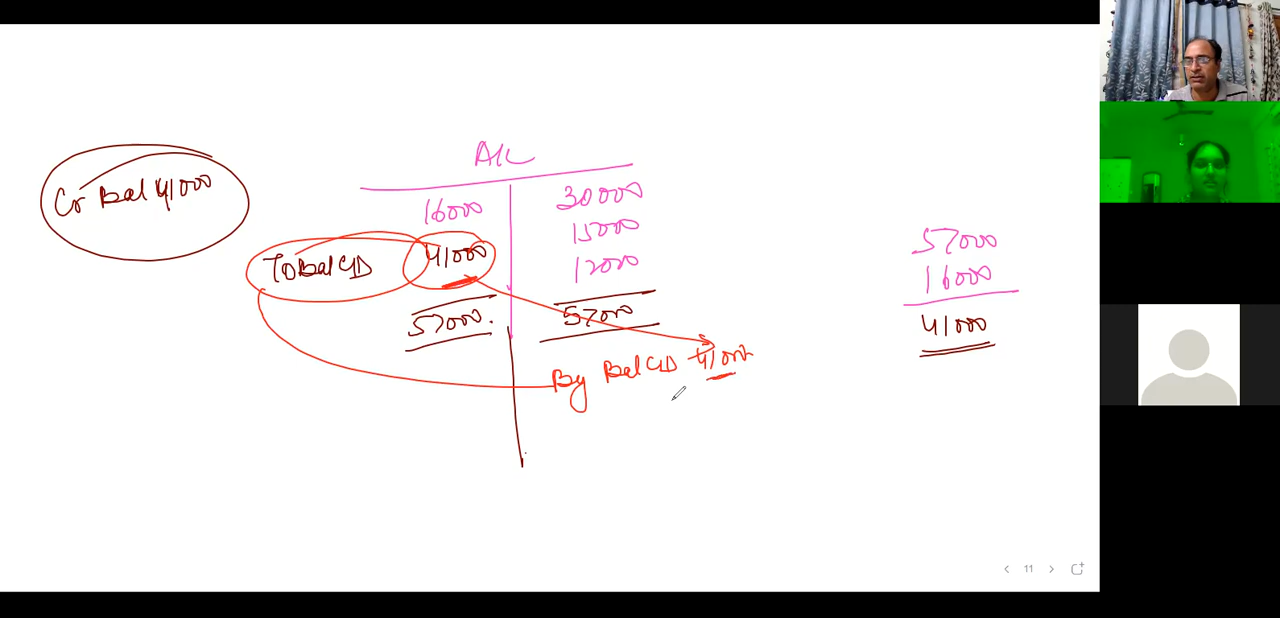 A/C
Cr Bal 41000
16000 30000
15000
To Bal C/D 41000 12000
57000. 57000
By Bal C/D 41000
57000
16000
41000
11